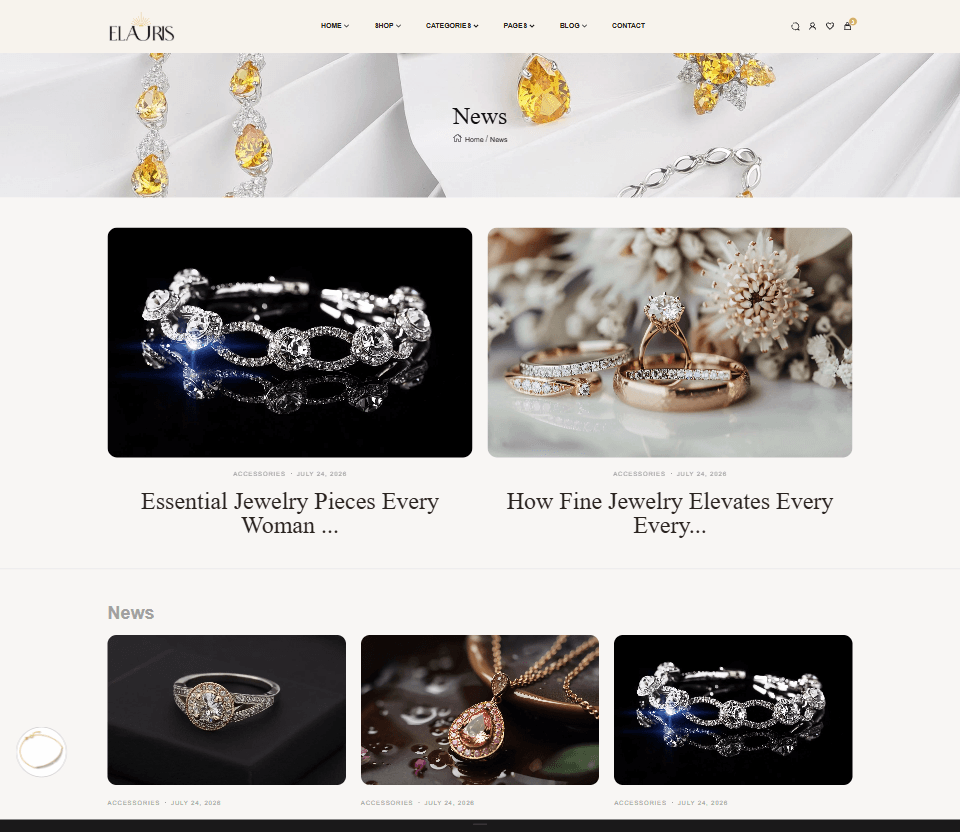 ELAURIS
HOME SHOP CATEGORIES PAGES BLOG CONTACT
3
News
Home / News
ACCESSORIES · JULY 24, 2026
Essential Jewelry Pieces Every
Woman ...
ACCESSORIES · JULY 24, 2026
How Fine Jewelry Elevates Every
Every...
News
ACCESSORIES · JULY 24, 2026
ACCESSORIES · JULY 24, 2026
ACCESSORIES · JULY 24, 2026